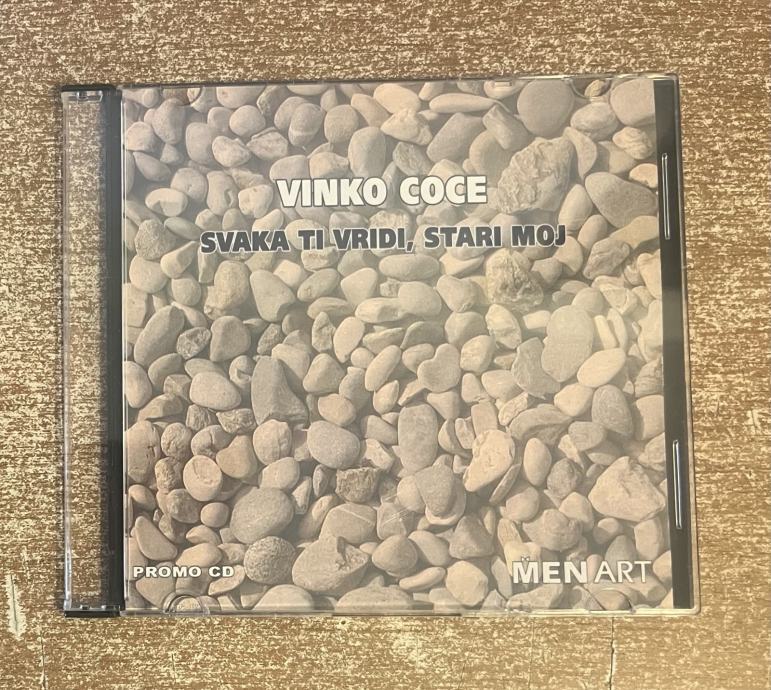 VINKO COCE
SVAKA TI VRIDI, STARI MOJ
PROMO CD
MENART